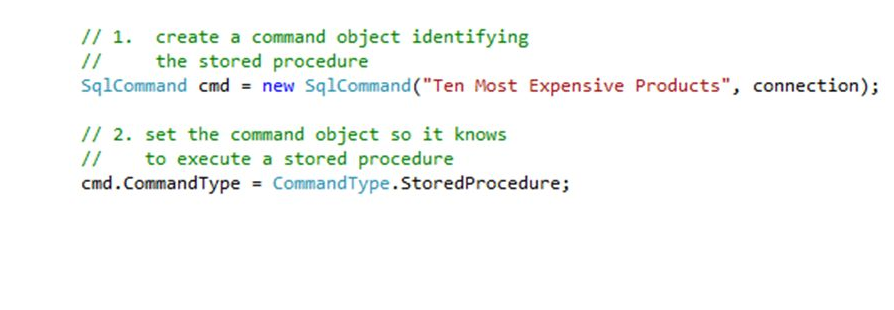 // 1.  create a command object identifying
//     the stored procedure
SqlCommand cmd = new SqlCommand("Ten Most Expensive Products", connection);
// 2. set the command object so it knows
//    to execute a stored procedure
cmd.CommandType = CommandType.StoredProcedure;